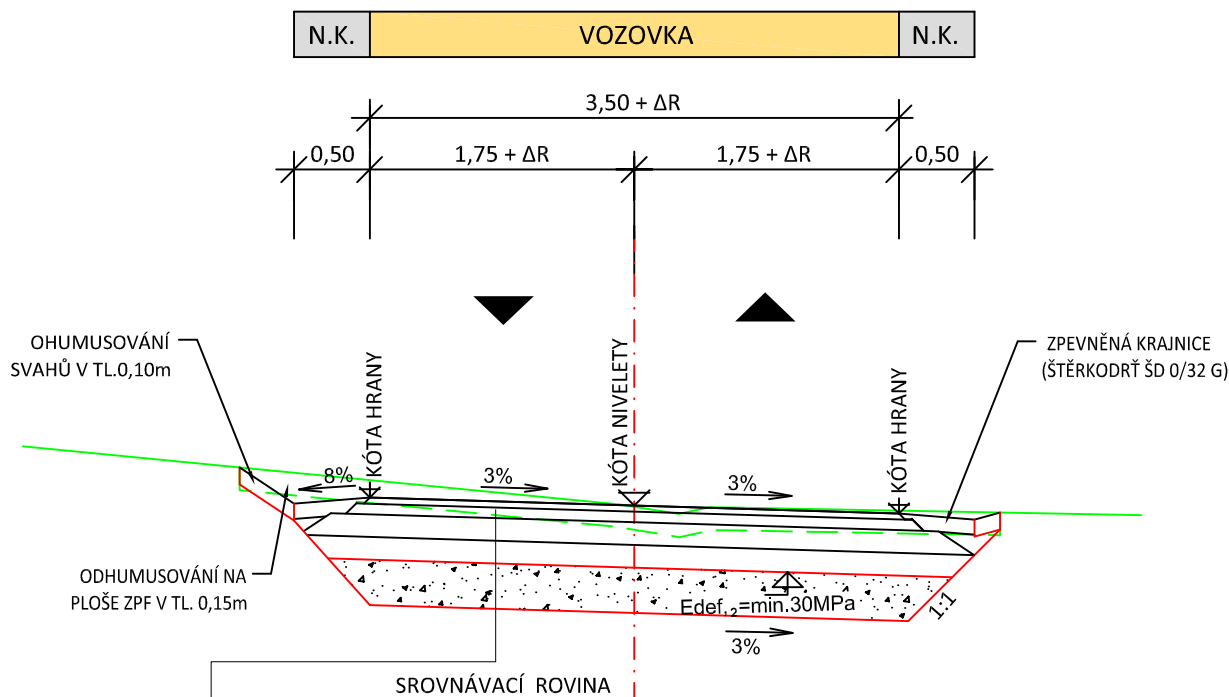 N.K.
VOZOVKA
N.K.
3,50 + ΔR
0,50
1,75 + ΔR
1,75 + ΔR
0,50
OHUMUSOVÁNÍ
SVAHŮ V TL.0,10m
KÓTA HRANY
KÓTA NIVELETY
KÓTA HRANY
ZPEVNĚNÁ KRAJNICE
(ŠTĚRKODRŤ ŠD 0/32 G)
8%
3%
3%
ODHUMUSOVÁNÍ NA
PLOŠE ZPF V TL. 0,15m
Edef,2=min.30MPa
1:1
3%
SROVNÁVACÍ ROVINA